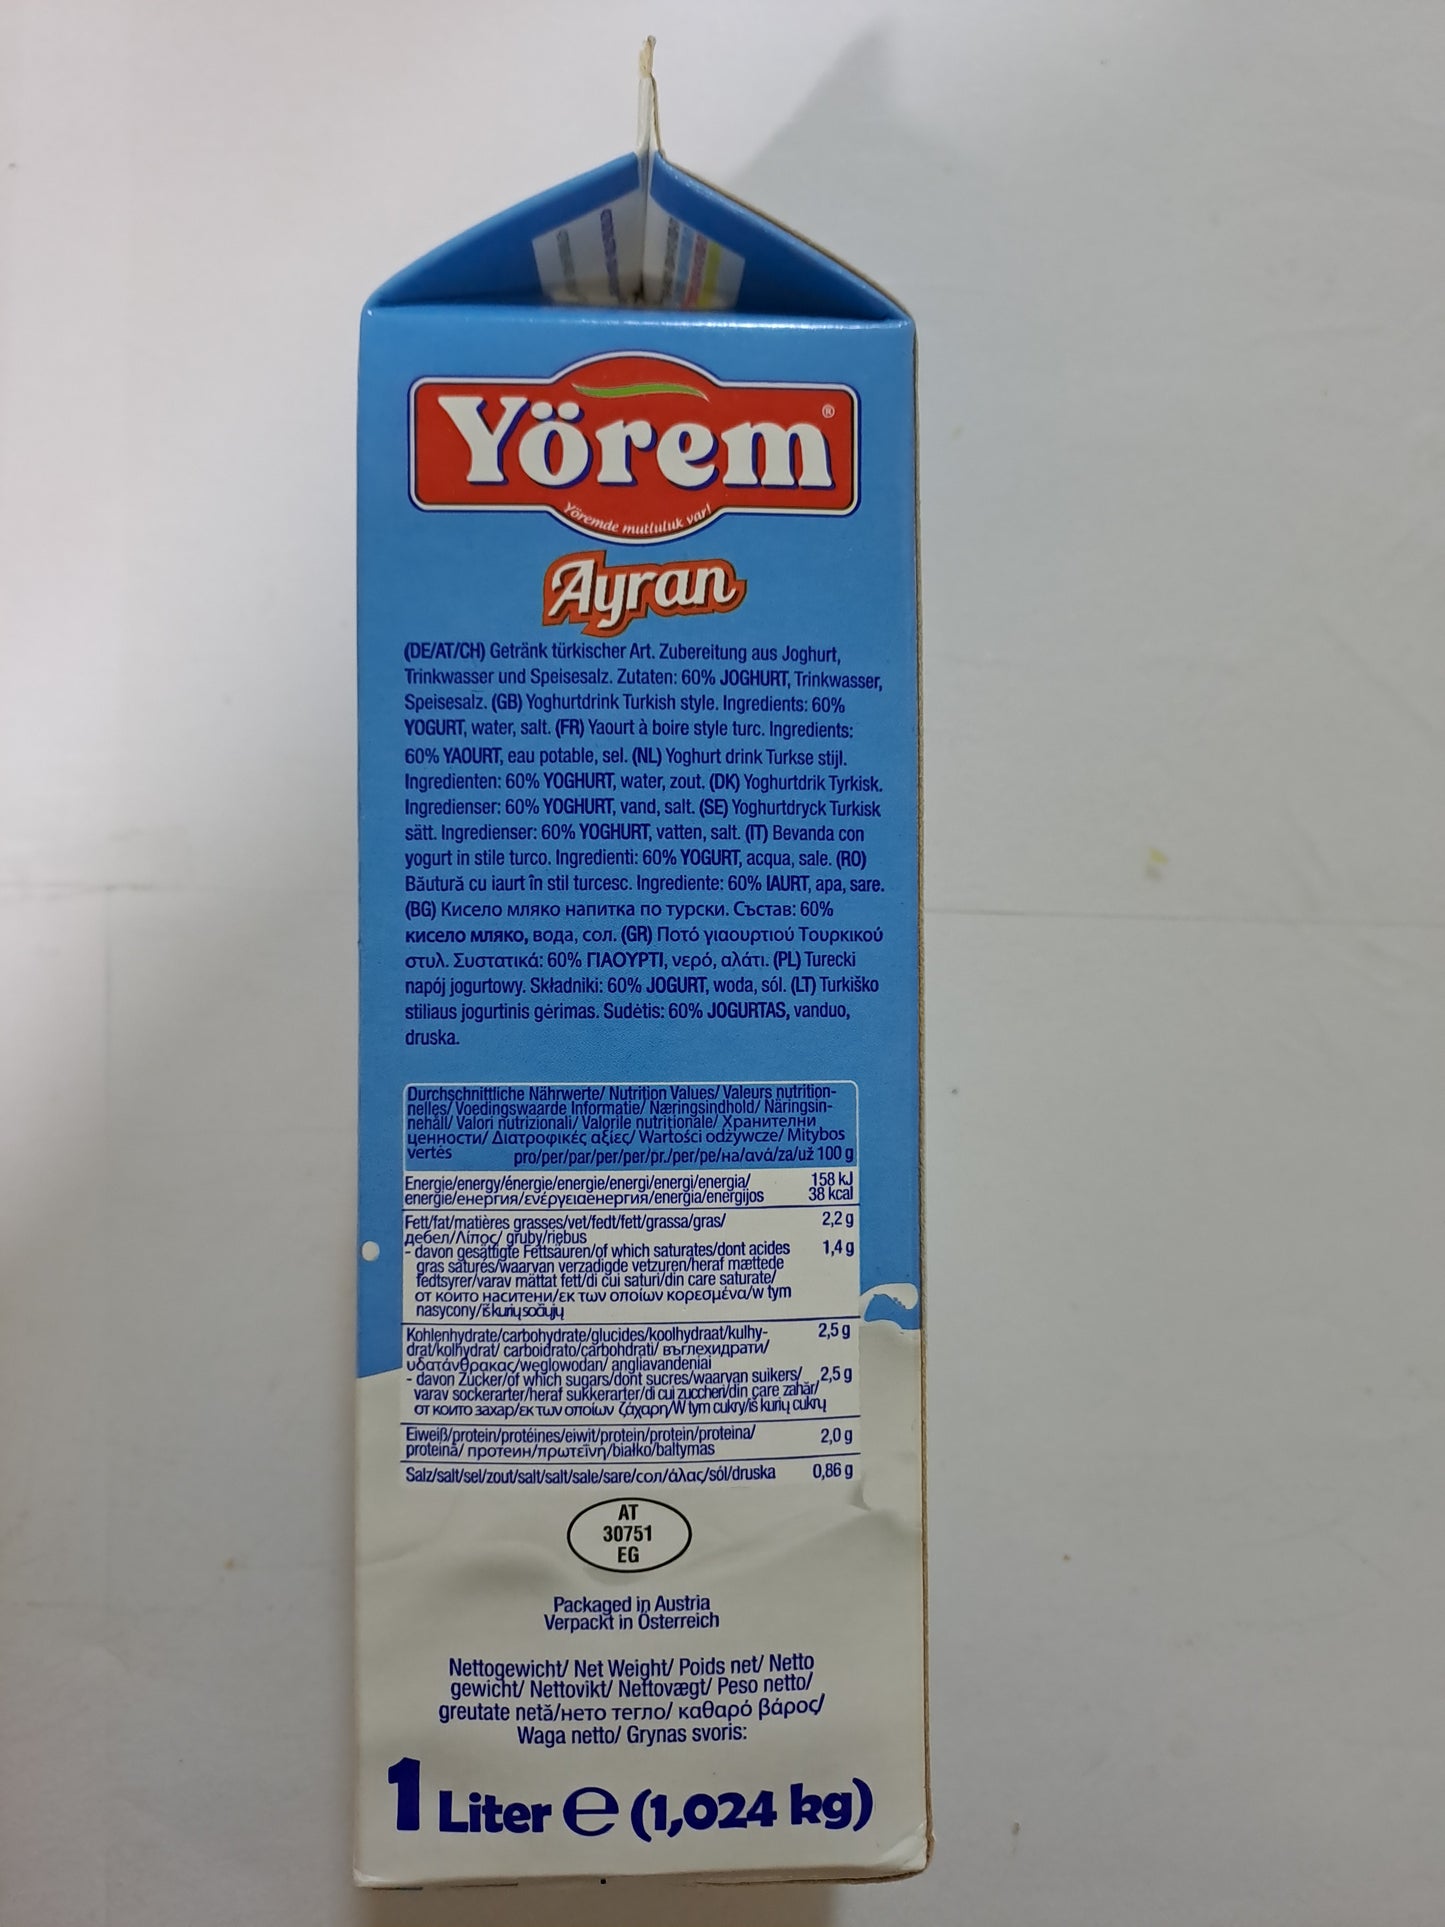 Yörem®
Yöremde mutluluk var!
Ayran
(DE/AT/CH) Getränk türkischer Art. Zubereitung aus Joghurt,
Trinkwasser und Speisesalz. Zutaten: 60% JOGHURT, Trinkwasser,
Speisesalz. (GB) Yoghurtdrink Turkish style. Ingredients: 60%
YOGURT, water, salt. (FR) Yaourt à boire style turc. Ingredients:
60% YAOURT, eau potable, sel. (NL) Yoghurt drink Turkse stijl.
Ingredienten: 60% YOGHURT, water, zout. (DK) Yoghurtdrik Tyrkisk.
Ingredienser: 60% YOGHURT, vand, salt. (SE) Yoghurtdryck Turkisk
sätt. Ingredienser: 60% YOGHURT, vatten, salt. (IT) Bevanda con
yogurt in stile turco. Ingredienti: 60% YOGURT, acqua, sale. (RO)
Băutură cu iaurt în stil turcesc. Ingrediente: 60% IAURT, apa, sare.
(BG) Кисело мляко напитка по турски. Състав: 60%
кисело мляко, вода, сол. (GR) Ποτό γιαουρτιού Τουρκικού
στυλ. Συστατικά: 60% ΓΙΑΟΥΡΤΙ, νερό, αλάτι. (PL) Turecki
napój jogurtowy. Składniki: 60% JOGURT, woda, sól. (LT) Turkiško
stiliaus jogurtinis gėrimas. Sudėtis: 60% JOGURTAS, vanduo,
druska.
Durchschnittliche Nährwerte/ Nutrition Values/ Valeurs nutrition-
nelles/ Voedingswaarde Informatie/ Næringsindhold/ Näringsin-
nehåll/ Valori nutrizionali/ Valorile nutritionale/ Хранителни
ценности/ Διατροφικές αξίες/ Wartości odżywcze/ Mitybos
vertės pro/per/par/per/per/pr./per/pe/на/ανά/za/už 100 g
Energie/energy/énergie/energie/energi/energi/energia/ 158 kJ
energie/енергия/ενέργειαенергия/energia/energijos 38 kcal
Fett/fat/matières grasses/vet/fedt/fett/grassa/gras/ 2,2 g
дебел/Λίπος/ gruby/riebus
- davon gesättigte Fettsäuren/of which saturates/dont acides 1,4 g
gras saturés/waarvan verzadigde vetzuren/heraf mættede
fedtsyrer/varav mättat fett/di cui saturi/din care saturate/
от които наситени/εκ των οποίων κορεσμένα/w tym
nasycony/iš kurių sočiųjų
Kohlenhydrate/carbohydrate/glucides/koolhydraat/kulhy- 2,5 g
drat/kolhydrat/ carboidrato/carbohdrati/ въглехидрати/
υδατάνθρακας/węglowodan/ angliavandeniai
- davon Zucker/of which sugars/dont sucres/waarvan suikers/ 2,5 g
varav sockerarter/heraf sukkerarter/di cui zuccheri/din care zahăr/
от които захар/εκ των οποίων ζάχαρη/W tym cukry/iš kurių cukrų
Eiweiß/protein/protéines/eiwit/protein/protein/proteina/ 2,0 g
proteină/ протеин/πρωτεΐνη/białko/baltymas
Salz/salt/sel/zout/salt/salt/sale/sare/сол/άλας/sól/druska 0,86 g
AT
30751
EG
Packaged in Austria
Verpackt in Österreich
Nettogewicht/ Net Weight/ Poids net/ Netto
gewicht/ Nettovikt/ Nettovægt/ Peso netto/
greutate netă/нето тегло/ καθαρό βάρος/
Waga netto/ Grynas svoris:
1 Liter ℮ (1,024 kg)